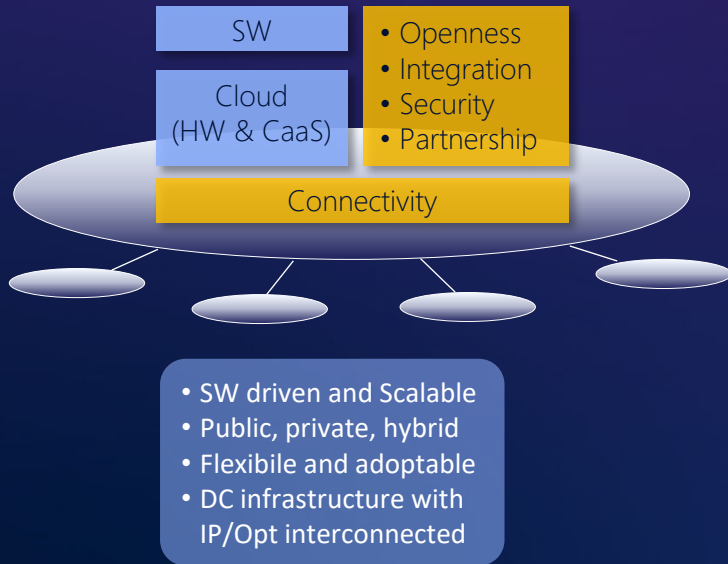 SW
Cloud
(HW & CaaS)
• Openness
• Integration
• Security
• Partnership
Connectivity
• SW driven and Scalable
• Public, private, hybrid
• Flexibile and adoptable
• DC infrastructure with
IP/Opt interconnected